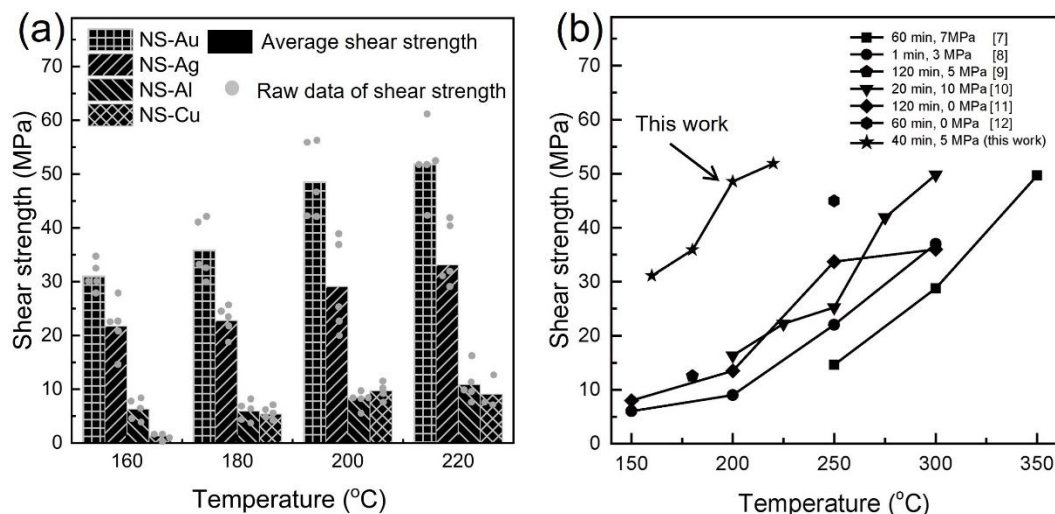 (a)
NS-Au
NS-Ag
NS-Al
NS-Cu
Average shear strength
Raw data of shear strength
Shear strength (MPa)
70
60
50
40
30
20
10
0
160 180 200 220
Temperature (°C)
(b)
60 min, 7MPa [7]
1 min, 3 MPa [8]
120 min, 5 MPa [9]
20 min, 10 MPa [10]
120 min, 0 MPa [11]
60 min, 0 MPa [12]
40 min, 5 MPa (this work)
This work
Shear strength (MPa)
70
60
50
40
30
20
10
0
150 200 250 300 350
Temperature (°C)